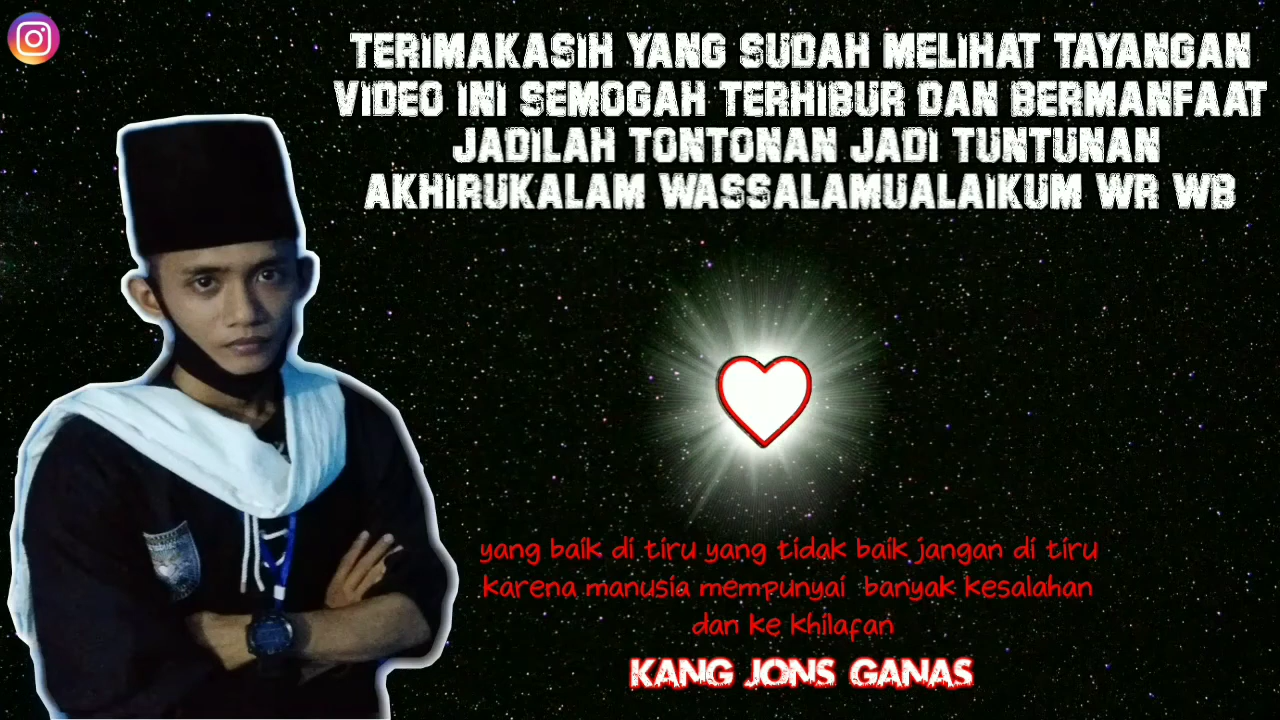 TERIMAKASIH YANG SUDAH MELIHAT TAYANGAN
VIDEO INI SEMOGAH TERHIBUR DAN BERMANFAAT
JADILAH TONTONAN JADI TUNTUNAN
AKHIRUKALAM WASSALAMUALAIKUM WR WB
yang baik di tiru yang tidak baik jangan di tiru
karena manusia mempunyai banyak kesalahan
dan ke khilafan
KANG JONS GANAS